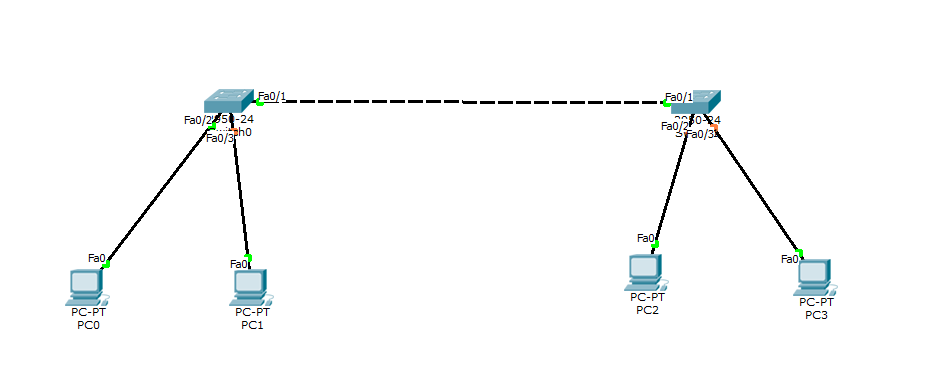 Fa0/1
Fa0/1
Fa0/2
Fa0/3
Fa0/2
Fa0/3
Fa0
Fa0
Fa0
Fa0
PC-PT
PC0
PC-PT
PC1
PC-PT
PC2
PC-PT
PC3